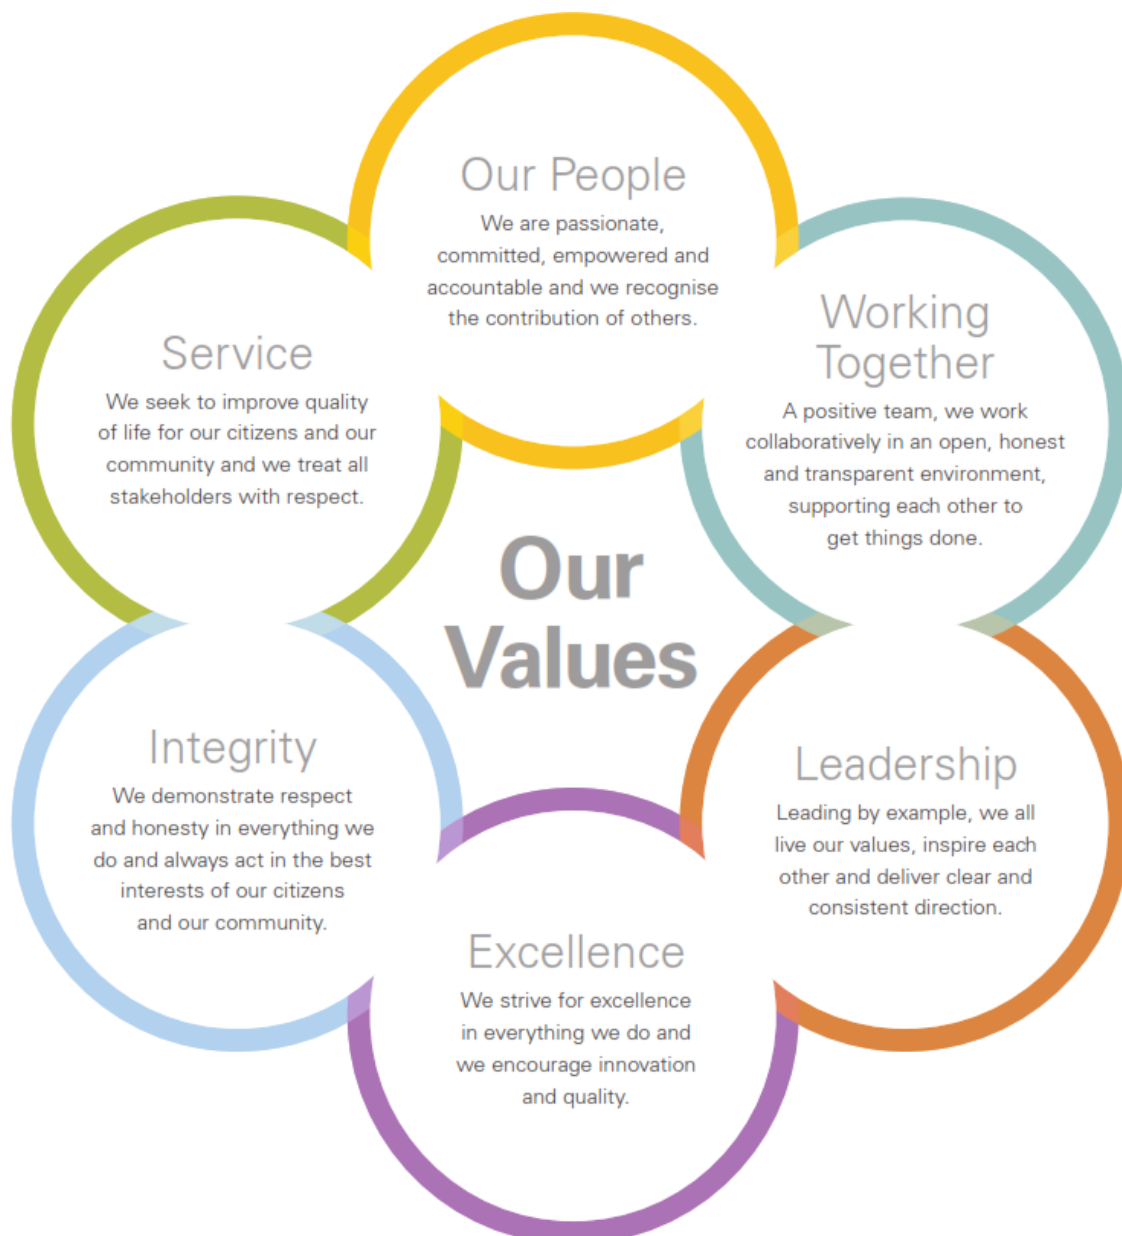 Our People
We are passionate,
committed, empowered and
accountable and we recognise
the contribution of others.
Working
Together
A positive team, we work
collaboratively in an open, honest
and transparent environment,
supporting each other to
get things done.
Service
We seek to improve quality
of life for our citizens and our
community and we treat all
stakeholders with respect.
Our
Values
Integrity
We demonstrate respect
and honesty in everything we
do and always act in the best
interests of our citizens
and our community.
Leadership
Leading by example, we all
live our values, inspire each
other and deliver clear and
consistent direction.
Excellence
We strive for excellence
in everything we do and
we encourage innovation
and quality.